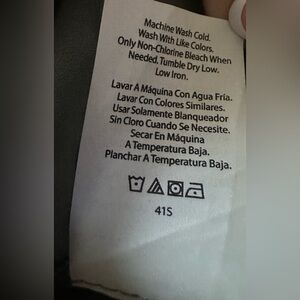 Machine Wash Cold.
Wash With Like Colors.
Only Non-Chlorine Bleach When
Needed. Tumble Dry Low.
Low Iron.
Lavar A Máquina Con Agua Fría.
Lavar Con Colores Similares.
Usar Solamente Blanqueador
Sin Cloro Cuando Se Necesite.
Secar En Máquina
A Temperatura Baja.
Planchar A Temperatura Baja.
41S